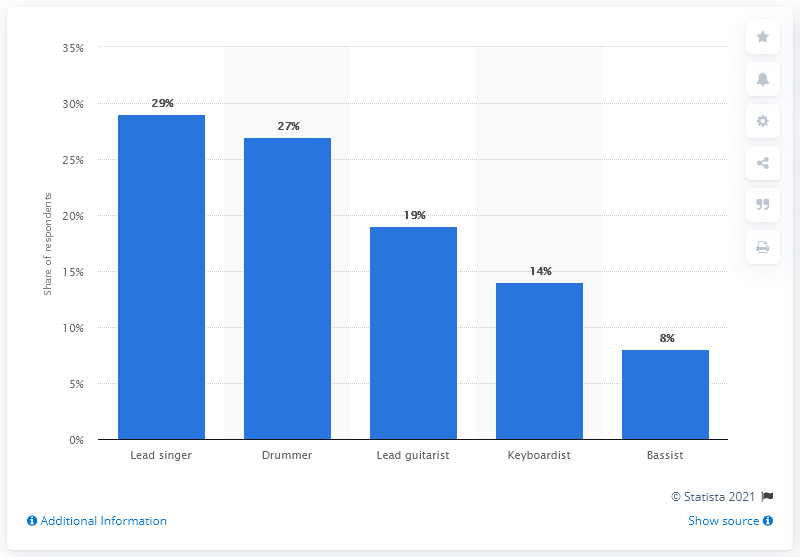 35%
30%
25%
20%
15%
10%
5%
0%
Share of respondents
29%
27%
19%
14%
8%
Lead singer
Drummer
Lead guitarist
Keyboardist
Bassist
© Statista 2021
Additional Information
Show source